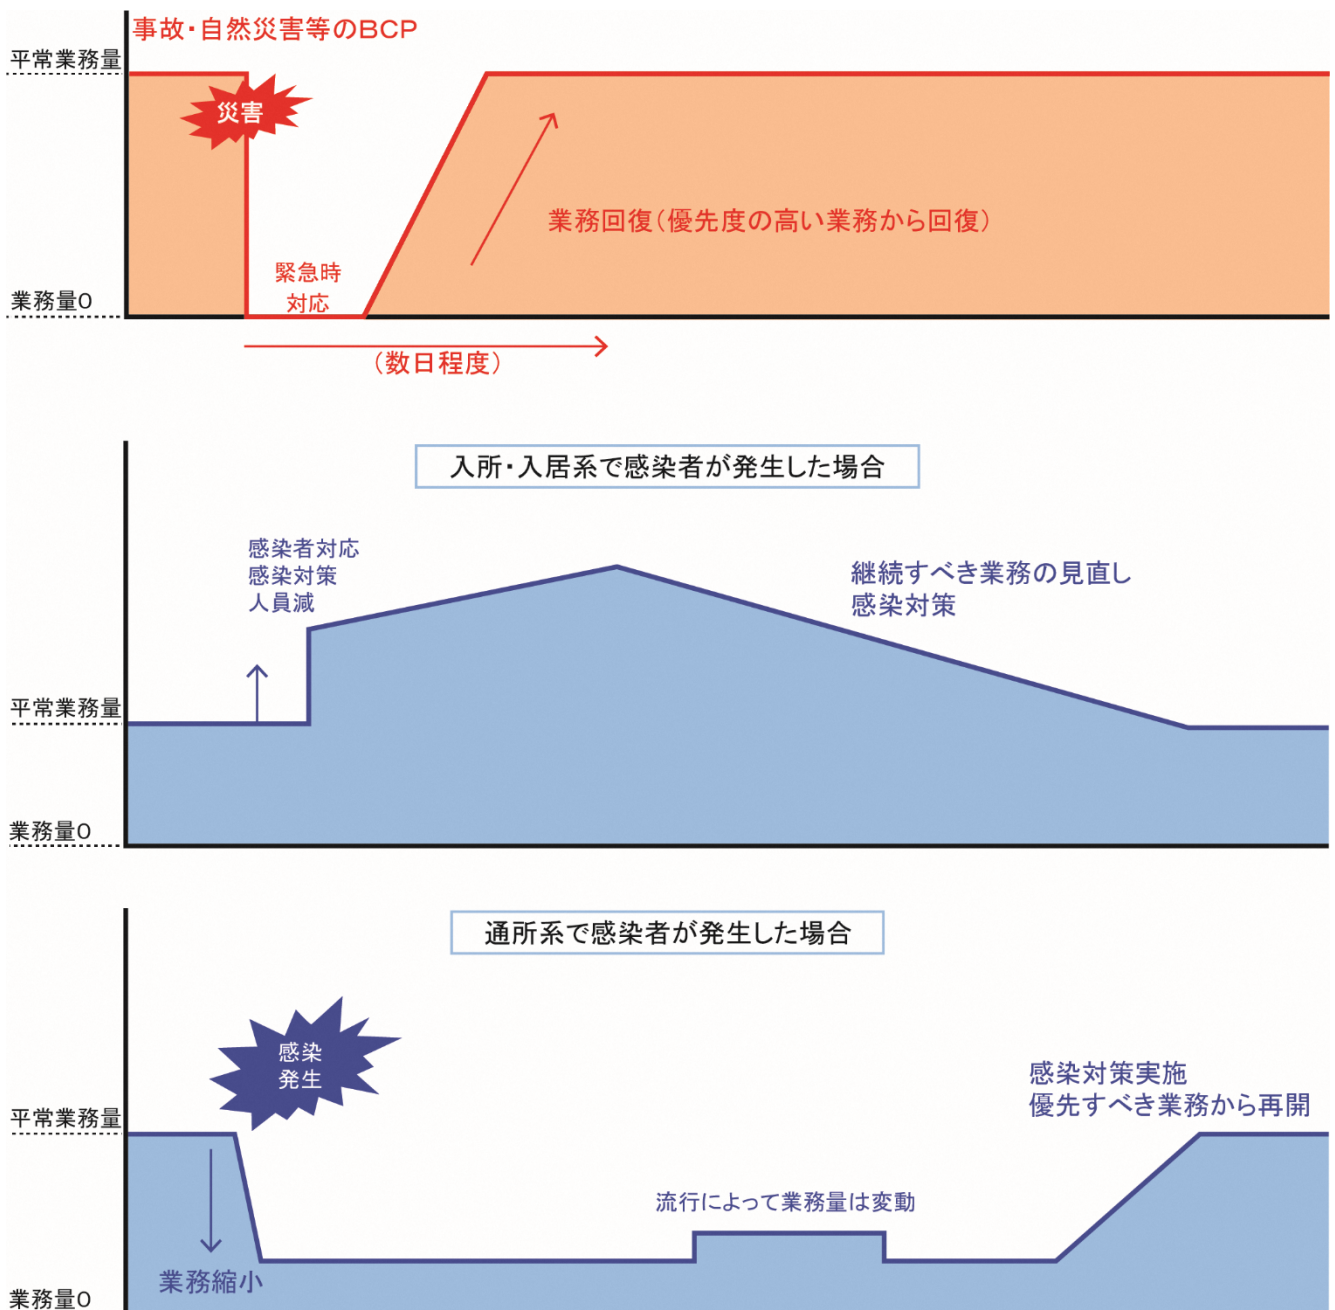 事故・自然災害等のBCP
平常業務量
災害
業務回復(優先度の高い業務から回復)
緊急時
対応
業務量0
(数日程度)
入所・入居系で感染者が発生した場合
感染者対応
感染対策
人員減
継続すべき業務の見直し
感染対策
平常業務量
業務量0
通所系で感染者が発生した場合
感染
発生
感染対策実施
優先すべき業務から再開
平常業務量
流行によって業務量は変動
業務縮小
業務量0